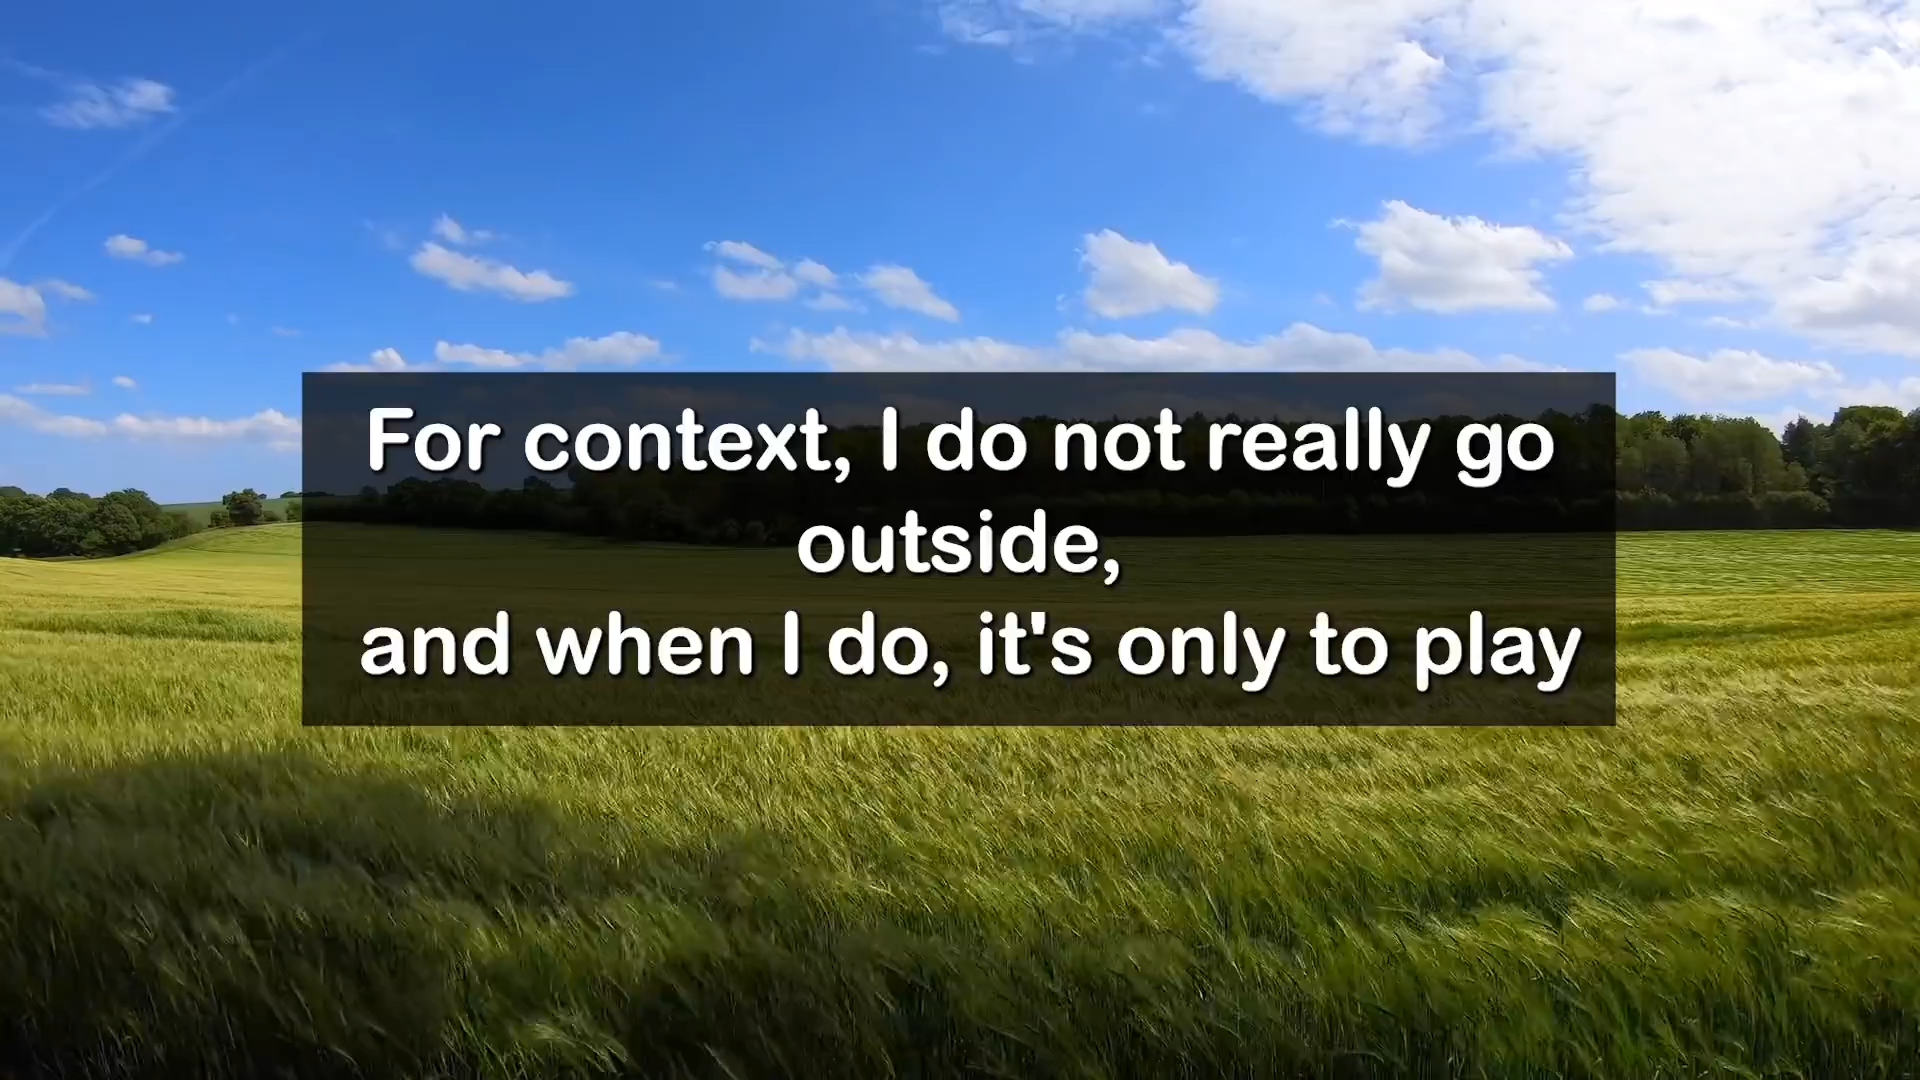 For context, I do not really go
outside,
and when I do, it's only to play